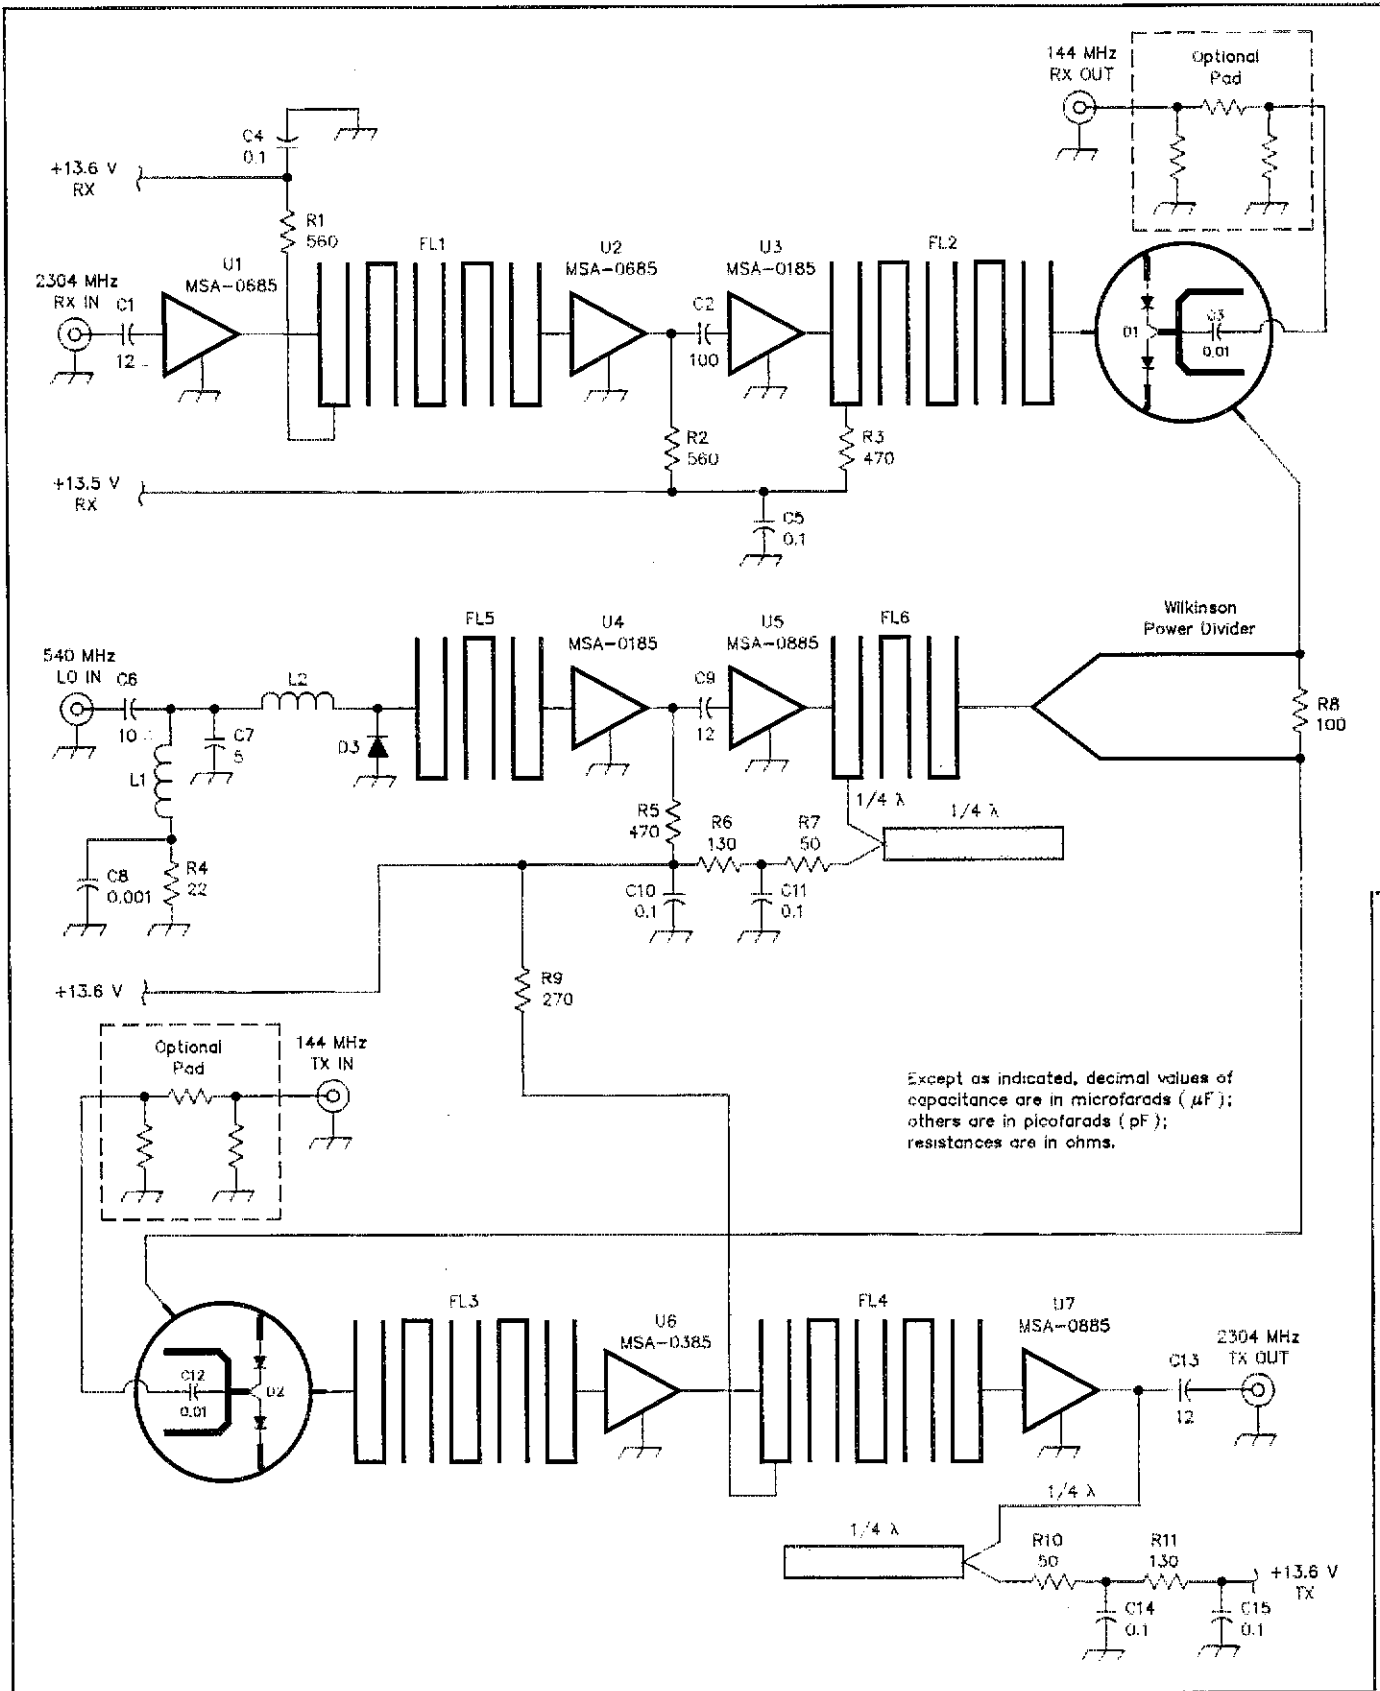 144 MHz
RX OUT
Optional
Pad
C4
0.1
+13.6 V
RX
R1
560
FL1
U2
MSA-0685
U3
MSA-0185
FL2
2304 MHz
RX IN
C1
12
U1
MSA-0685
C2
100
D1
C3
0.01
R2
560
R3
470
+13.5 V
RX
C5
0.1
Wilkinson
Power Divider
540 MHz
LO IN
C6
10
L2
FL5
U4
MSA-0185
U5
MSA-0885
FL6
C9
12
C7
5
D3
R8
100
L1
R5
470
R6
130
R7
50
1/4 λ
1/4 λ
C8
0.001
R4
22
C10
0.1
C11
0.1
+13.6 V
R9
270
Optional
Pad
144 MHz
TX IN
Except as indicated, decimal values of
capacitance are in microfarads (µF);
others are in picofarads (pF);
resistances are in ohms.
FL3
U6
MSA-0385
FL4
U7
MSA-0885
2304 MHz
TX OUT
C13
12
C12
0.01
D2
1/4 λ
1/4 λ
R10
50
R11
130
+13.6 V
TX
C14
0.1
C15
0.1